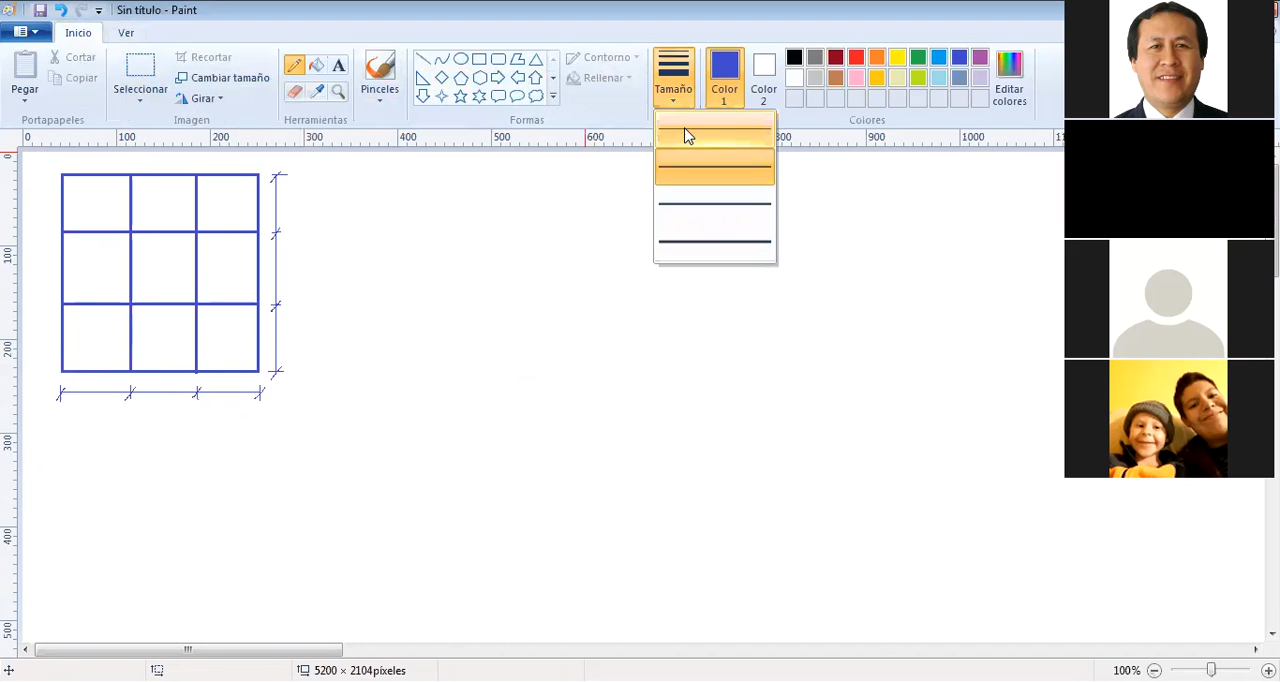 Sin título - Paint
Inicio
Ver
Pegar
Cortar
Copiar
Portapapeles
Seleccionar
Recortar
Cambiar tamaño
Girar
Imagen
A
Herramientas
Pinceles
Contorno
Rellenar
Formas
Tamaño
Color 1
Color 2
Editar colores
Colores
0 100 200 300 400 500 600 800 900 1000
0
100
200
300
400
500
5200 × 2104píxeles
100%